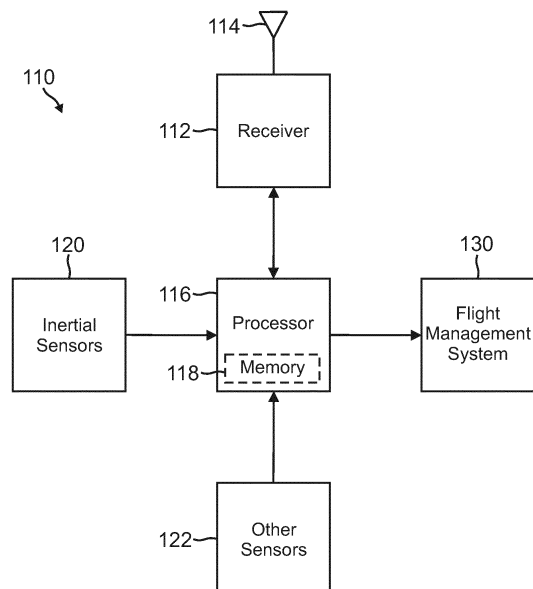 114
110
112
Receiver
120
130
116
Inertial
Sensors
Processor
Flight
Management
System
118
Memory
122
Other
Sensors